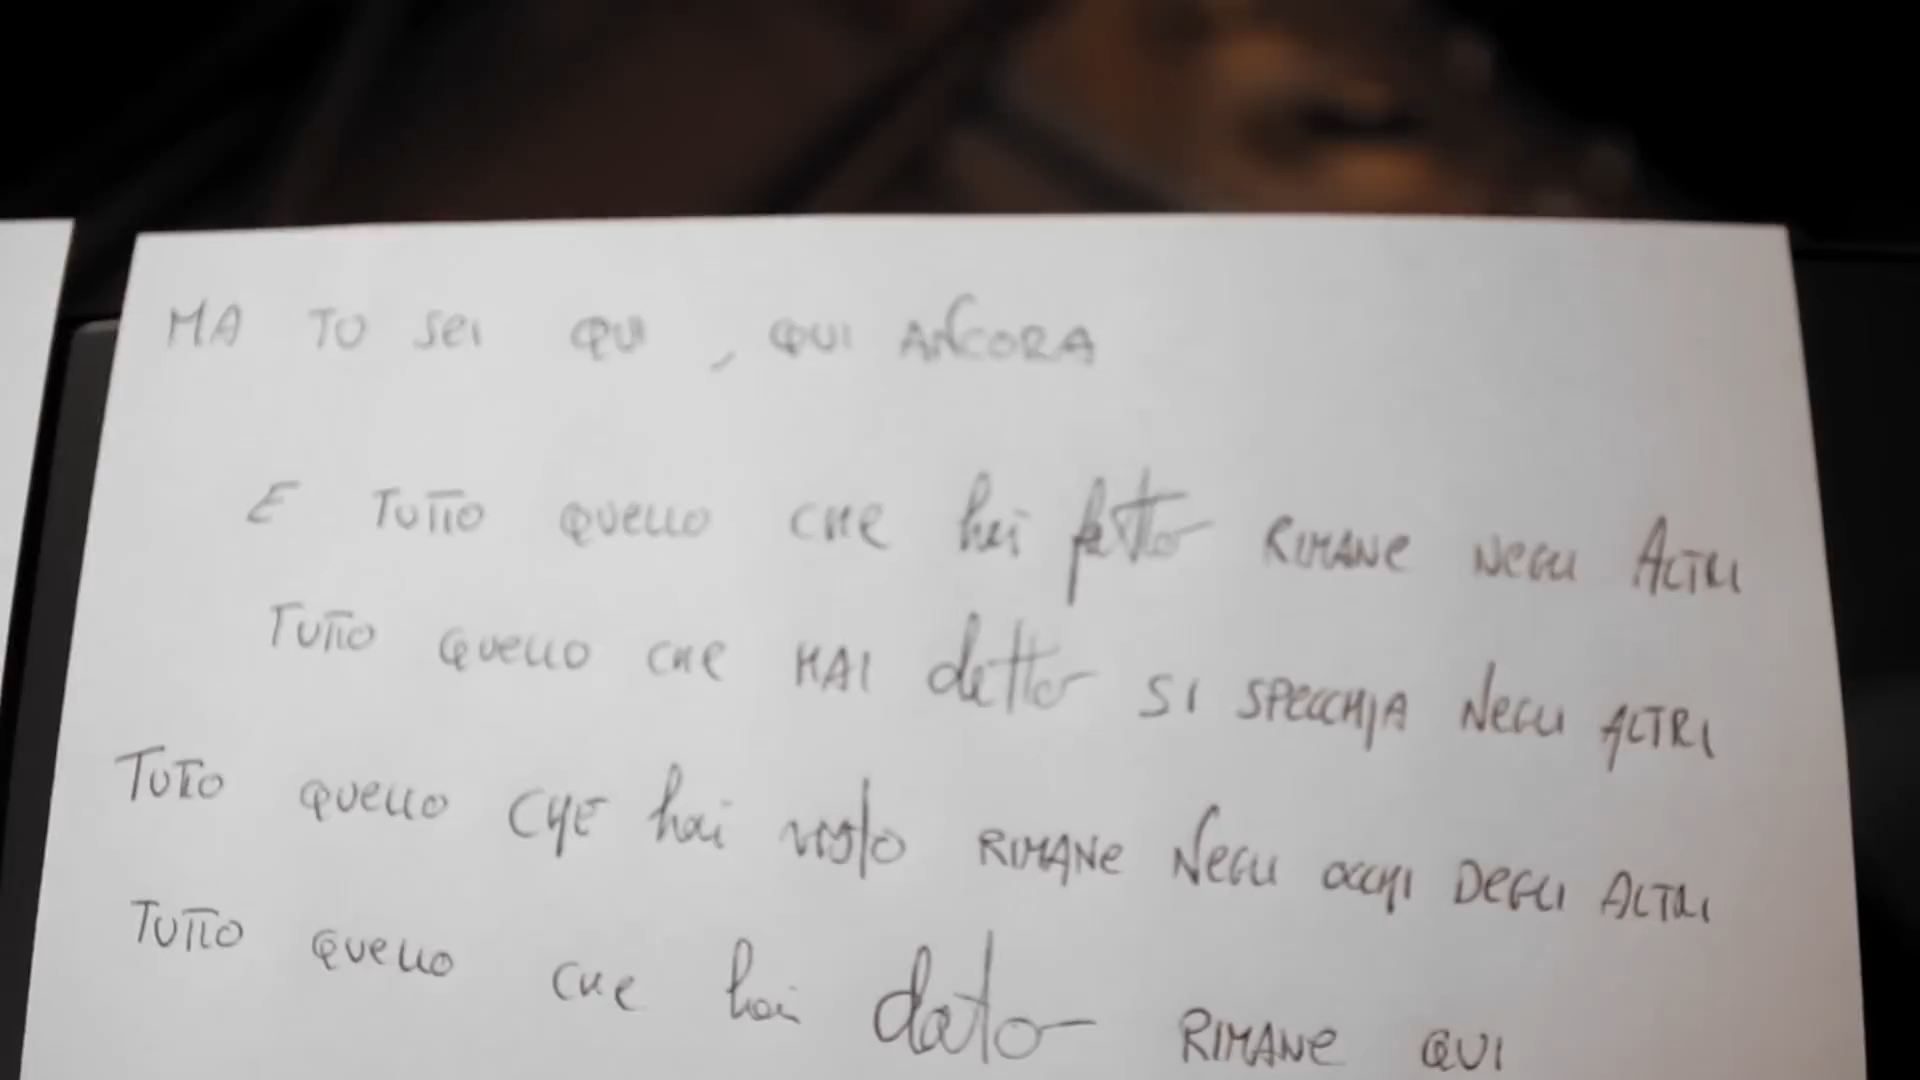 MA TU SEI QUI, QUI ANCORA
E TUTTO QUELLO CHE hai fatto RIMANE NEGLI ALTRI
TUTTO QUELLO CHE HAI detto SI SPECCHIA NEGLI ALTRI
TUTTO QUELLO CHE hai visto RIMANE NEGLI OCCHI DEGLI ALTRI
TUTTO QUELLO CHE hai dato RIMANE QUI